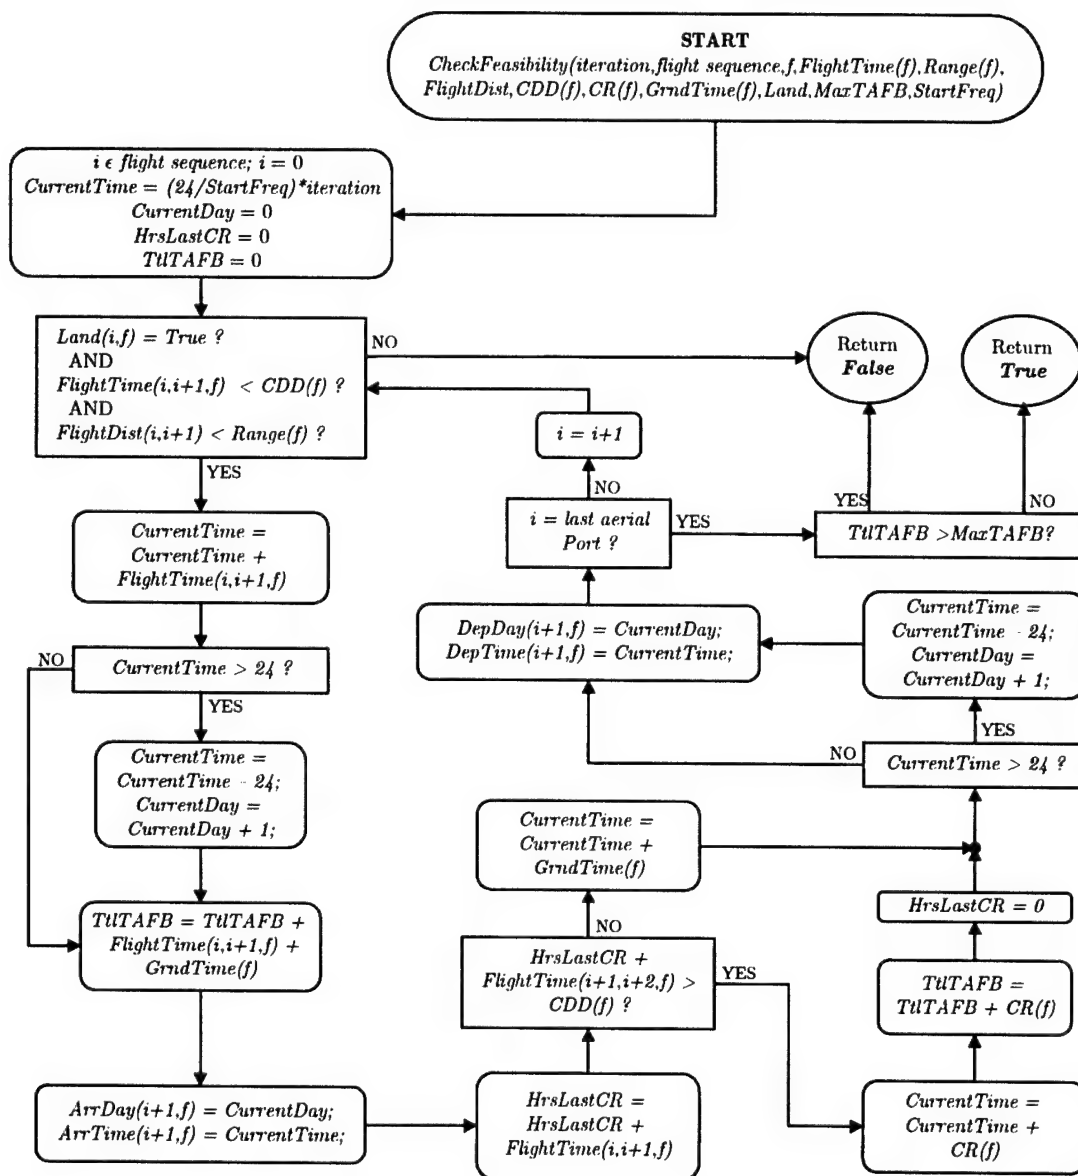 START
CheckFeasibility(iteration,flight sequence,f,FlightTime(f),Range(f),
FlightDist,CDD(f),CR(f),GrndTime(f),Land,MaxTAFB,StartFreq)
i ϵ flight sequence; i = 0
CurrentTime = (24/StartFreq)*iteration
CurrentDay = 0
HrsLastCR = 0
TtlTAFB = 0
Land(i,f) = True ?
AND
FlightTime(i,i+1,f) < CDD(f) ?
AND
FlightDist(i,i+1) < Range(f) ?
NO
YES
Return
False
Return
True
i = i+1
NO
i = last aerial
Port ?
YES
YES
NO
TtlTAFB >MaxTAFB?
CurrentTime =
CurrentTime +
FlightTime(i,i+1,f)
DepDay(i+1,f) = CurrentDay;
DepTime(i+1,f) = CurrentTime;
CurrentTime =
CurrentTime - 24;
CurrentDay =
CurrentDay + 1;
NO
CurrentTime > 24 ?
YES
YES
NO
CurrentTime > 24 ?
CurrentTime =
CurrentTime - 24;
CurrentDay =
CurrentDay + 1;
CurrentTime =
CurrentTime +
GrndTime(f)
HrsLastCR = 0
TtlTAFB = TtlTAFB +
FlightTime(i,i+1,f) +
GrndTime(f)
NO
HrsLastCR +
FlightTime(i+1,i+2,f) >
CDD(f) ?
YES
TtlTAFB =
TtlTAFB + CR(f)
ArrDay(i+1,f) = CurrentDay;
ArrTime(i+1,f) = CurrentTime;
HrsLastCR =
HrsLastCR +
FlightTime(i,i+1,f)
CurrentTime =
CurrentTime +
CR(f)